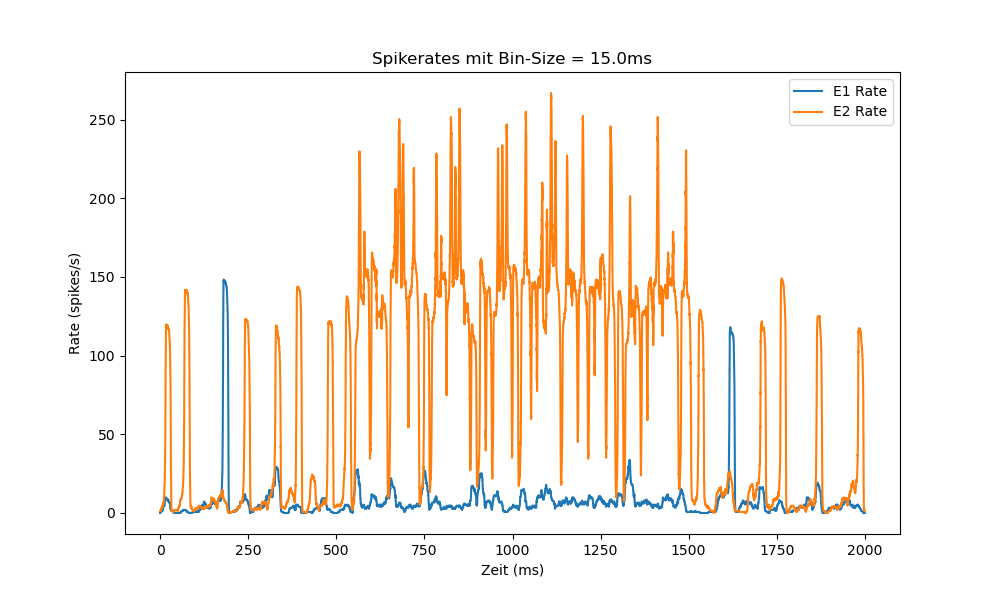 Spikerates mit Bin-Size = 15.0ms
E1 Rate
E2 Rate
250
200
150
100
50
0
Rate (spikes/s)
0 250 500 750 1000 1250 1500 1750 2000
Zeit (ms)